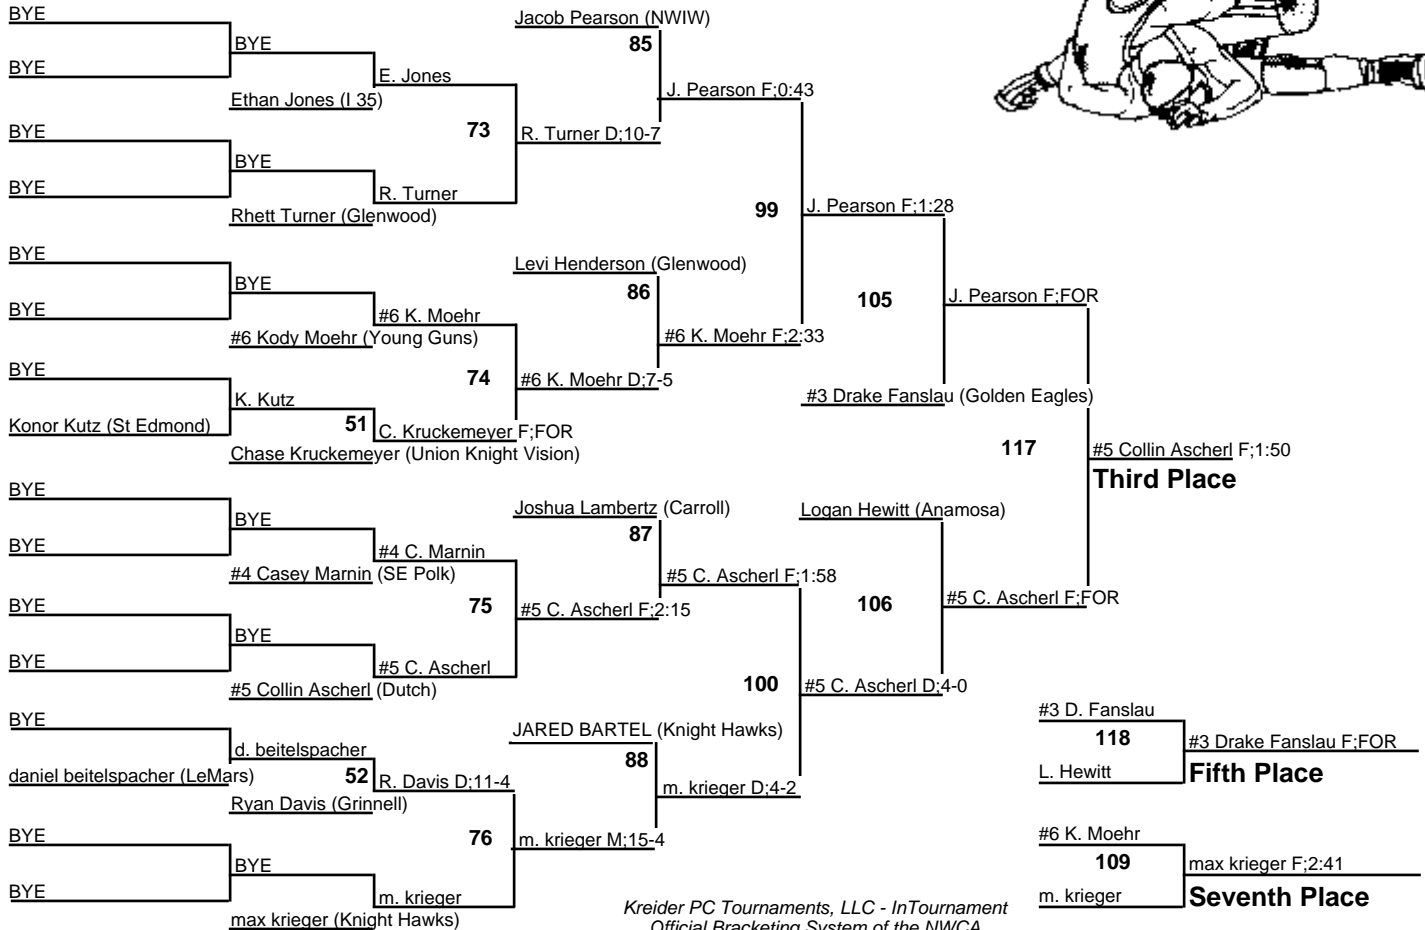 BYE
Jacob Pearson (NWIW)
85
BYE
BYE
E. Jones
J. Pearson F;0:43
Ethan Jones (I 35)
73
R. Turner D;10-7
BYE
BYE
BYE
R. Turner
99
J. Pearson F;1:28
Rhett Turner (Glenwood)
BYE
Levi Henderson (Glenwood)
BYE
86
105
J. Pearson F;FOR
BYE
#6 K. Moehr
#6 Kody Moehr (Young Guns)
#6 K. Moehr F;2:33
BYE
74
#6 K. Moehr D;7-5
#3 Drake Fanslau (Golden Eagles)
K. Kutz
Konor Kutz (St Edmond)
51
C. Kruckemeyer F;FOR
117
#5 Collin Ascherl F;1:50
Chase Kruckemeyer (Union Knight Vision)
Third Place
BYE
Joshua Lambertz (Carroll)
Logan Hewitt (Anamosa)
BYE
87
BYE
#4 C. Marnin
#5 C. Ascherl F;1:58
#4 Casey Marnin (SE Polk)
BYE
75
#5 C. Ascherl F;2:15
106
#5 C. Ascherl F;FOR
BYE
BYE
#5 C. Ascherl
#5 Collin Ascherl (Dutch)
100
#5 C. Ascherl D;4-0
BYE
JARED BARTEL (Knight Hawks)
#3 D. Fanslau
d. beitelspacher
88
118
#3 Drake Fanslau F;FOR
daniel beitelspacher (LeMars)
52
R. Davis D;11-4
m. krieger D;4-2
L. Hewitt
Fifth Place
Ryan Davis (Grinnell)
BYE
76
m. krieger M;15-4
#6 K. Moehr
BYE
109
max krieger F;2:41
BYE
m. krieger
m. krieger
Seventh Place
max krieger (Knight Hawks)
Kreider PC Tournaments, LLC - InTournament
Official Bracketing System of the NWCA